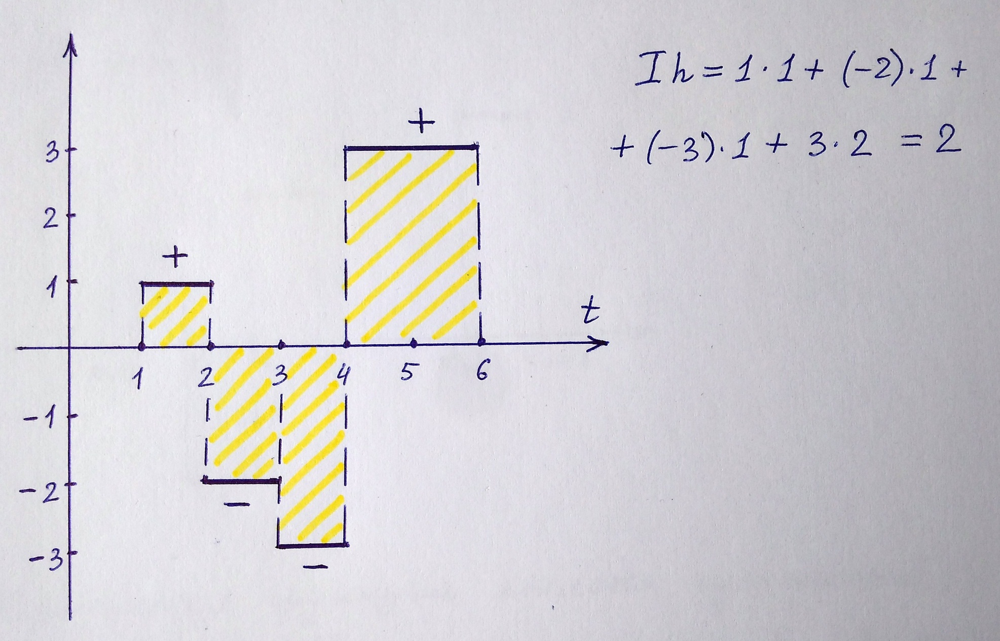 I h = 1 · 1 + (-2) · 1 +
+ (-3) · 1 + 3 · 2 = 2
+
3
2
+
1
t
1 2 3 4 5 6
-1
-2
−
-3
−